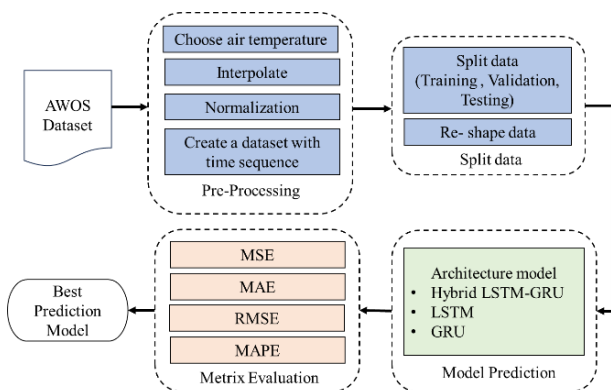 AWOS
Dataset
Choose air temperature
Interpolate
Normalization
Create a dataset with
time sequence
Pre-Processing
Split data
(Training , Validation,
Testing)
Re- shape data
Split data
Architecture model
• Hybrid LSTM-GRU
• LSTM
• GRU
Model Prediction
MSE
MAE
RMSE
MAPE
Metrix Evaluation
Best
Prediction
Model